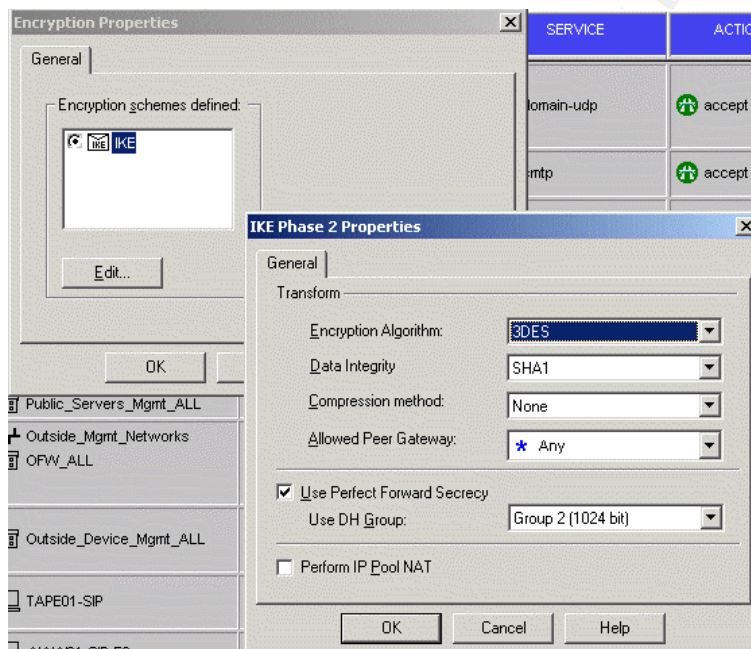 Encryption Properties
SERVICE
ACTIO
General
Encryption schemes defined:
IKE IKE
domain-udp
accept
smtp
accept
Edit...
OK
IKE Phase 2 Properties
General
Transform
Encryption Algorithm: 3DES
Data Integrity SHA1
Compression method: None
Allowed Peer Gateway: * Any
Use Perfect Forward Secrecy
Use DH Group: Group 2 (1024 bit)
Perform IP Pool NAT
OK Cancel Help
Public_Servers_Mgmt_ALL
Outside_Mgmt_Networks
OFW_ALL
Outside_Device_Mgmt_ALL
TAPE01-SIP